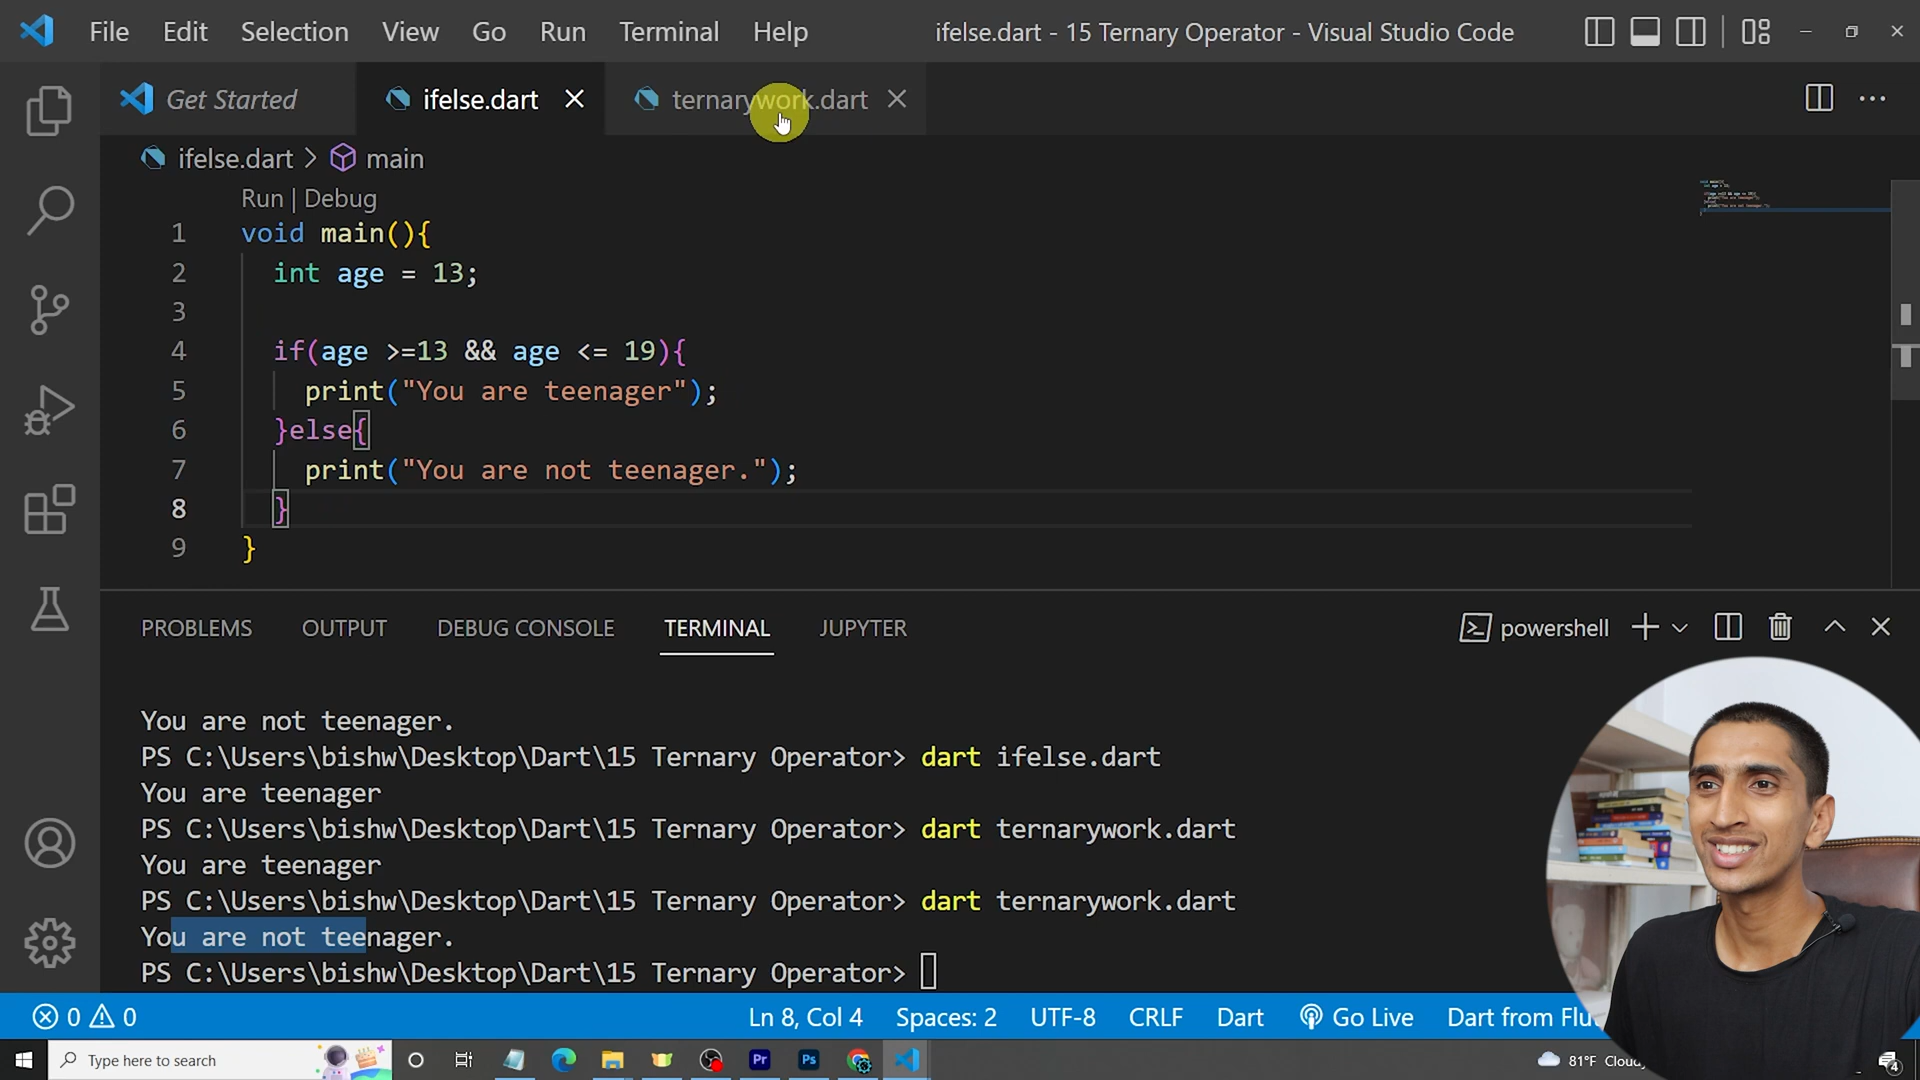 File Edit Selection View Go Run Terminal Help ifelse.dart - 15 Ternary Operator - Visual Studio Code
Get Started ifelse.dart ternarywork.dart
ifelse.dart > main
Run | Debug
1 void main(){
2 int age = 13;
3
4 if(age >=13 && age <= 19){
5 print("You are teenager");
6 }else{
7 print("You are not teenager.");
8 }
9 }
PROBLEMS OUTPUT DEBUG CONSOLE TERMINAL JUPYTER powershell
You are not teenager.
PS C:\Users\bishw\Desktop\Dart\15 Ternary Operator> dart ifelse.dart
You are teenager
PS C:\Users\bishw\Desktop\Dart\15 Ternary Operator> dart ternarywork.dart
You are teenager
PS C:\Users\bishw\Desktop\Dart\15 Ternary Operator> dart ternarywork.dart
You are not teenager.
PS C:\Users\bishw\Desktop\Dart\15 Ternary Operator>
0 0 Ln 8, Col 4 Spaces: 2 UTF-8 CRLF Dart Go Live Dart from Flu
Type here to search Pr Ps 81°F Cloudy 4